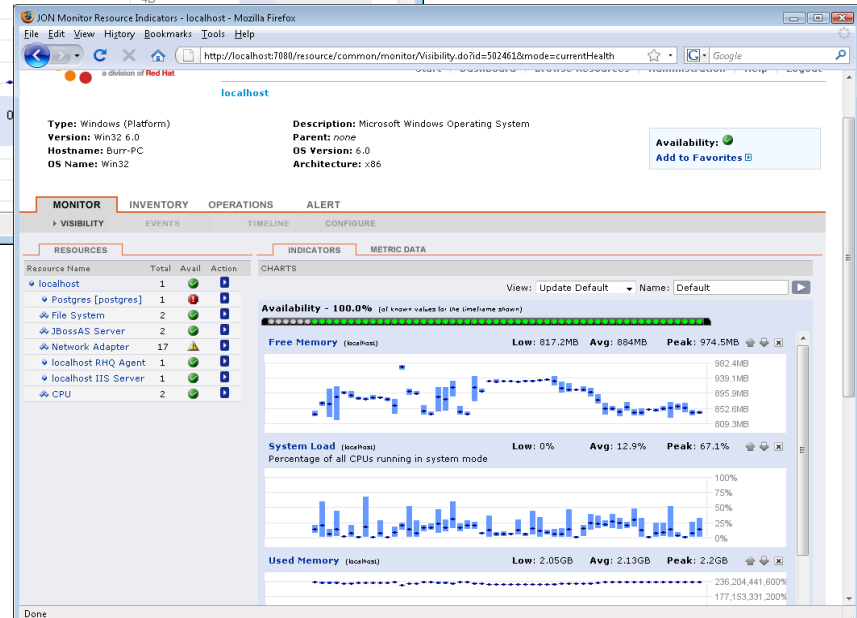 JON Monitor Resource Indicators - localhost - Mozilla Firefox
File Edit View History Bookmarks Tools Help
http://localhost:7080/resource/common/monitor/Visibility.do?id=502461&mode=currentHealth
Google
a division of Red Hat
Start Dashboard Browse Resources Administration Help Logout
localhost
Type: Windows (Platform) Description: Microsoft Windows Operating System
Version: Win32 6.0 Parent: none
Hostname: Burr-PC OS Version: 6.0
OS Name: Win32 Architecture: x86
Availability:
Add to Favorites
MONITOR INVENTORY OPERATIONS ALERT
VISIBILITY EVENTS TIMELINE CONFIGURE
RESOURCES INDICATORS METRIC DATA
Resource Name Total Avail Action CHARTS
localhost 1
Postgres [postgres] 1
File System 2
JBossAS Server 2
Network Adapter 17
localhost RHQ Agent 1
localhost IIS Server 1
CPU 2
View: Update Default Name: Default
Availability - 100.0% (of known values for the timeframe shown)
Free Memory (localhost) Low: 817.2MB Avg: 884MB Peak: 974.5MB
982.4MB
939.1MB
895.9MB
852.6MB
809.3MB
System Load (localhost) Low: 0% Avg: 12.9% Peak: 67.1%
Percentage of all CPUs running in system mode
100%
75%
50%
25%
0%
Used Memory (localhost) Low: 2.05GB Avg: 2.13GB Peak: 2.2GB
236,204,441,600%
177,153,331,200%
Done